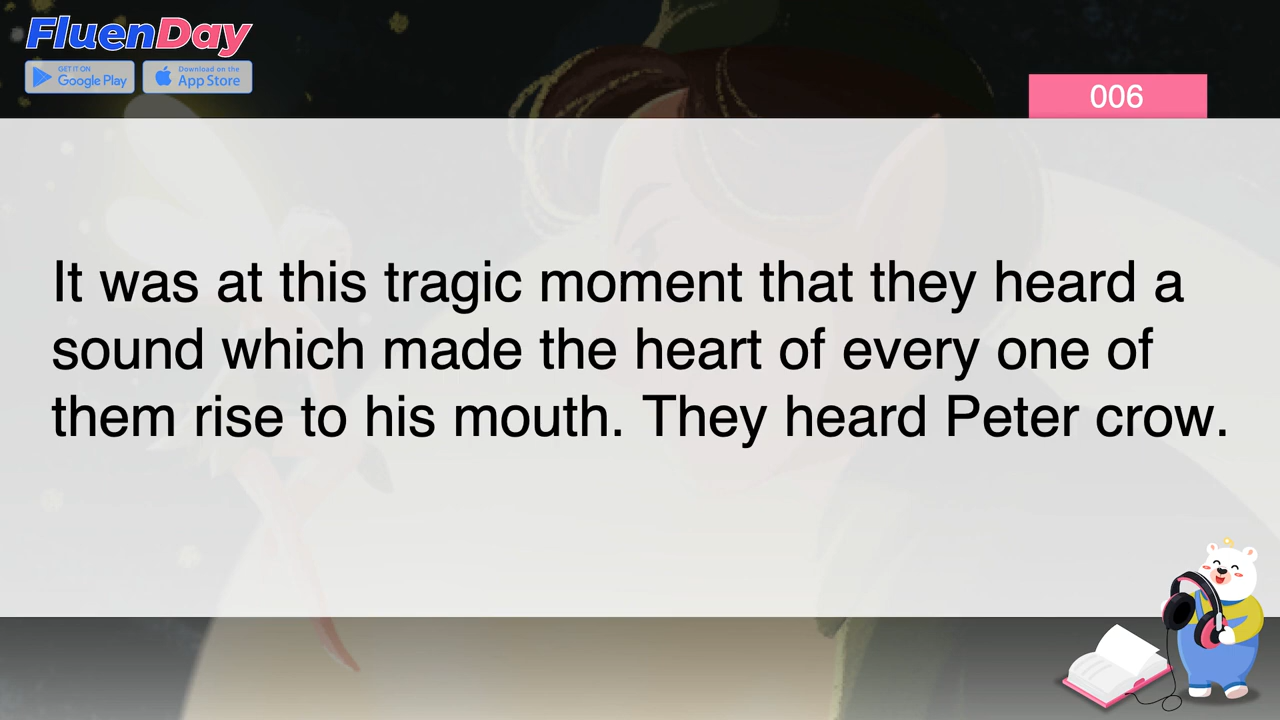 FluenDay
GET IT ON
Google Play
Download on the
App Store
006
It was at this tragic moment that they heard a
sound which made the heart of every one of
them rise to his mouth. They heard Peter crow.